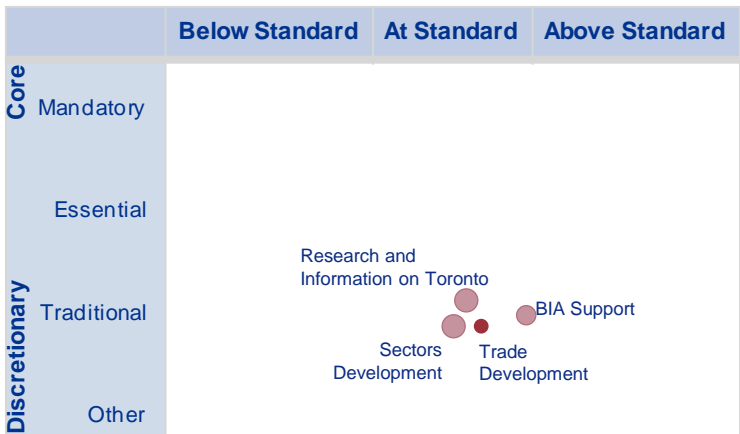 Below Standard At Standard Above Standard
Core
Mandatory
Essential
Research and
Information on Toronto
Discretionary
Traditional
BIA Support
Sectors
Development
Trade
Development
Other